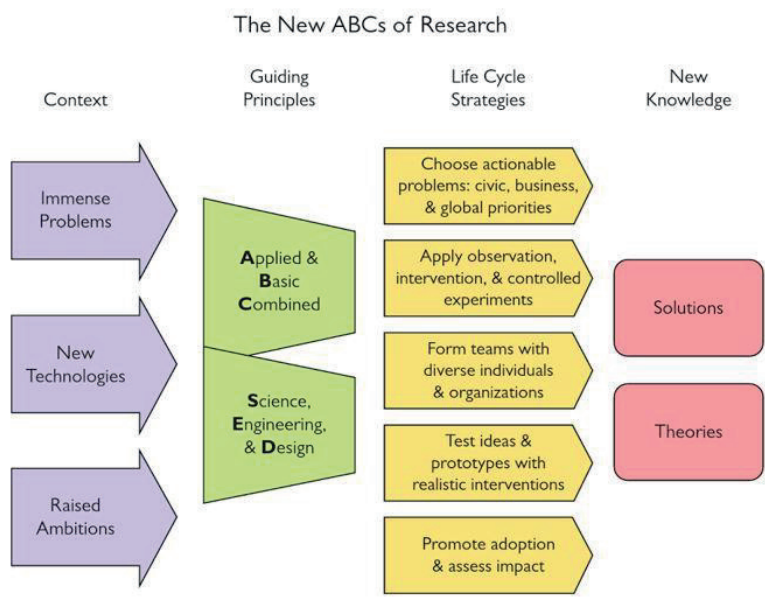 The New ABCs of Research
Context
Guiding
Principles
Life Cycle
Strategies
New
Knowledge
Immense
Problems
New
Technologies
Raised
Ambitions
Applied &
Basic
Combined
Science,
Engineering,
& Design
Choose actionable
problems: civic, business,
& global priorities
Apply observation,
intervention, & controlled
experiments
Form teams with
diverse individuals
& organizations
Test ideas &
prototypes with
realistic interventions
Promote adoption
& assess impact
Solutions
Theories